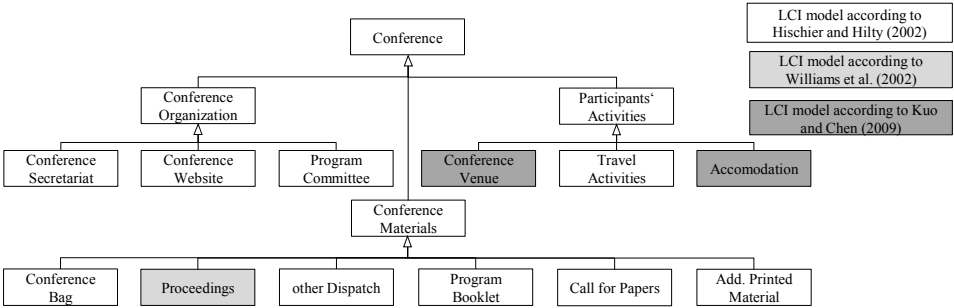 Conference
LCI model according to
Hischier and Hilty (2002)
LCI model according to
Williams et al. (2002)
LCI model according to Kuo
and Chen (2009)
Conference
Organization
Participants‘
Activities
Conference
Secretariat
Conference
Website
Program
Committee
Conference
Venue
Travel
Activities
Accomodation
Conference
Materials
Conference
Bag
Proceedings
other Dispatch
Program
Booklet
Call for Papers
Add. Printed
Material